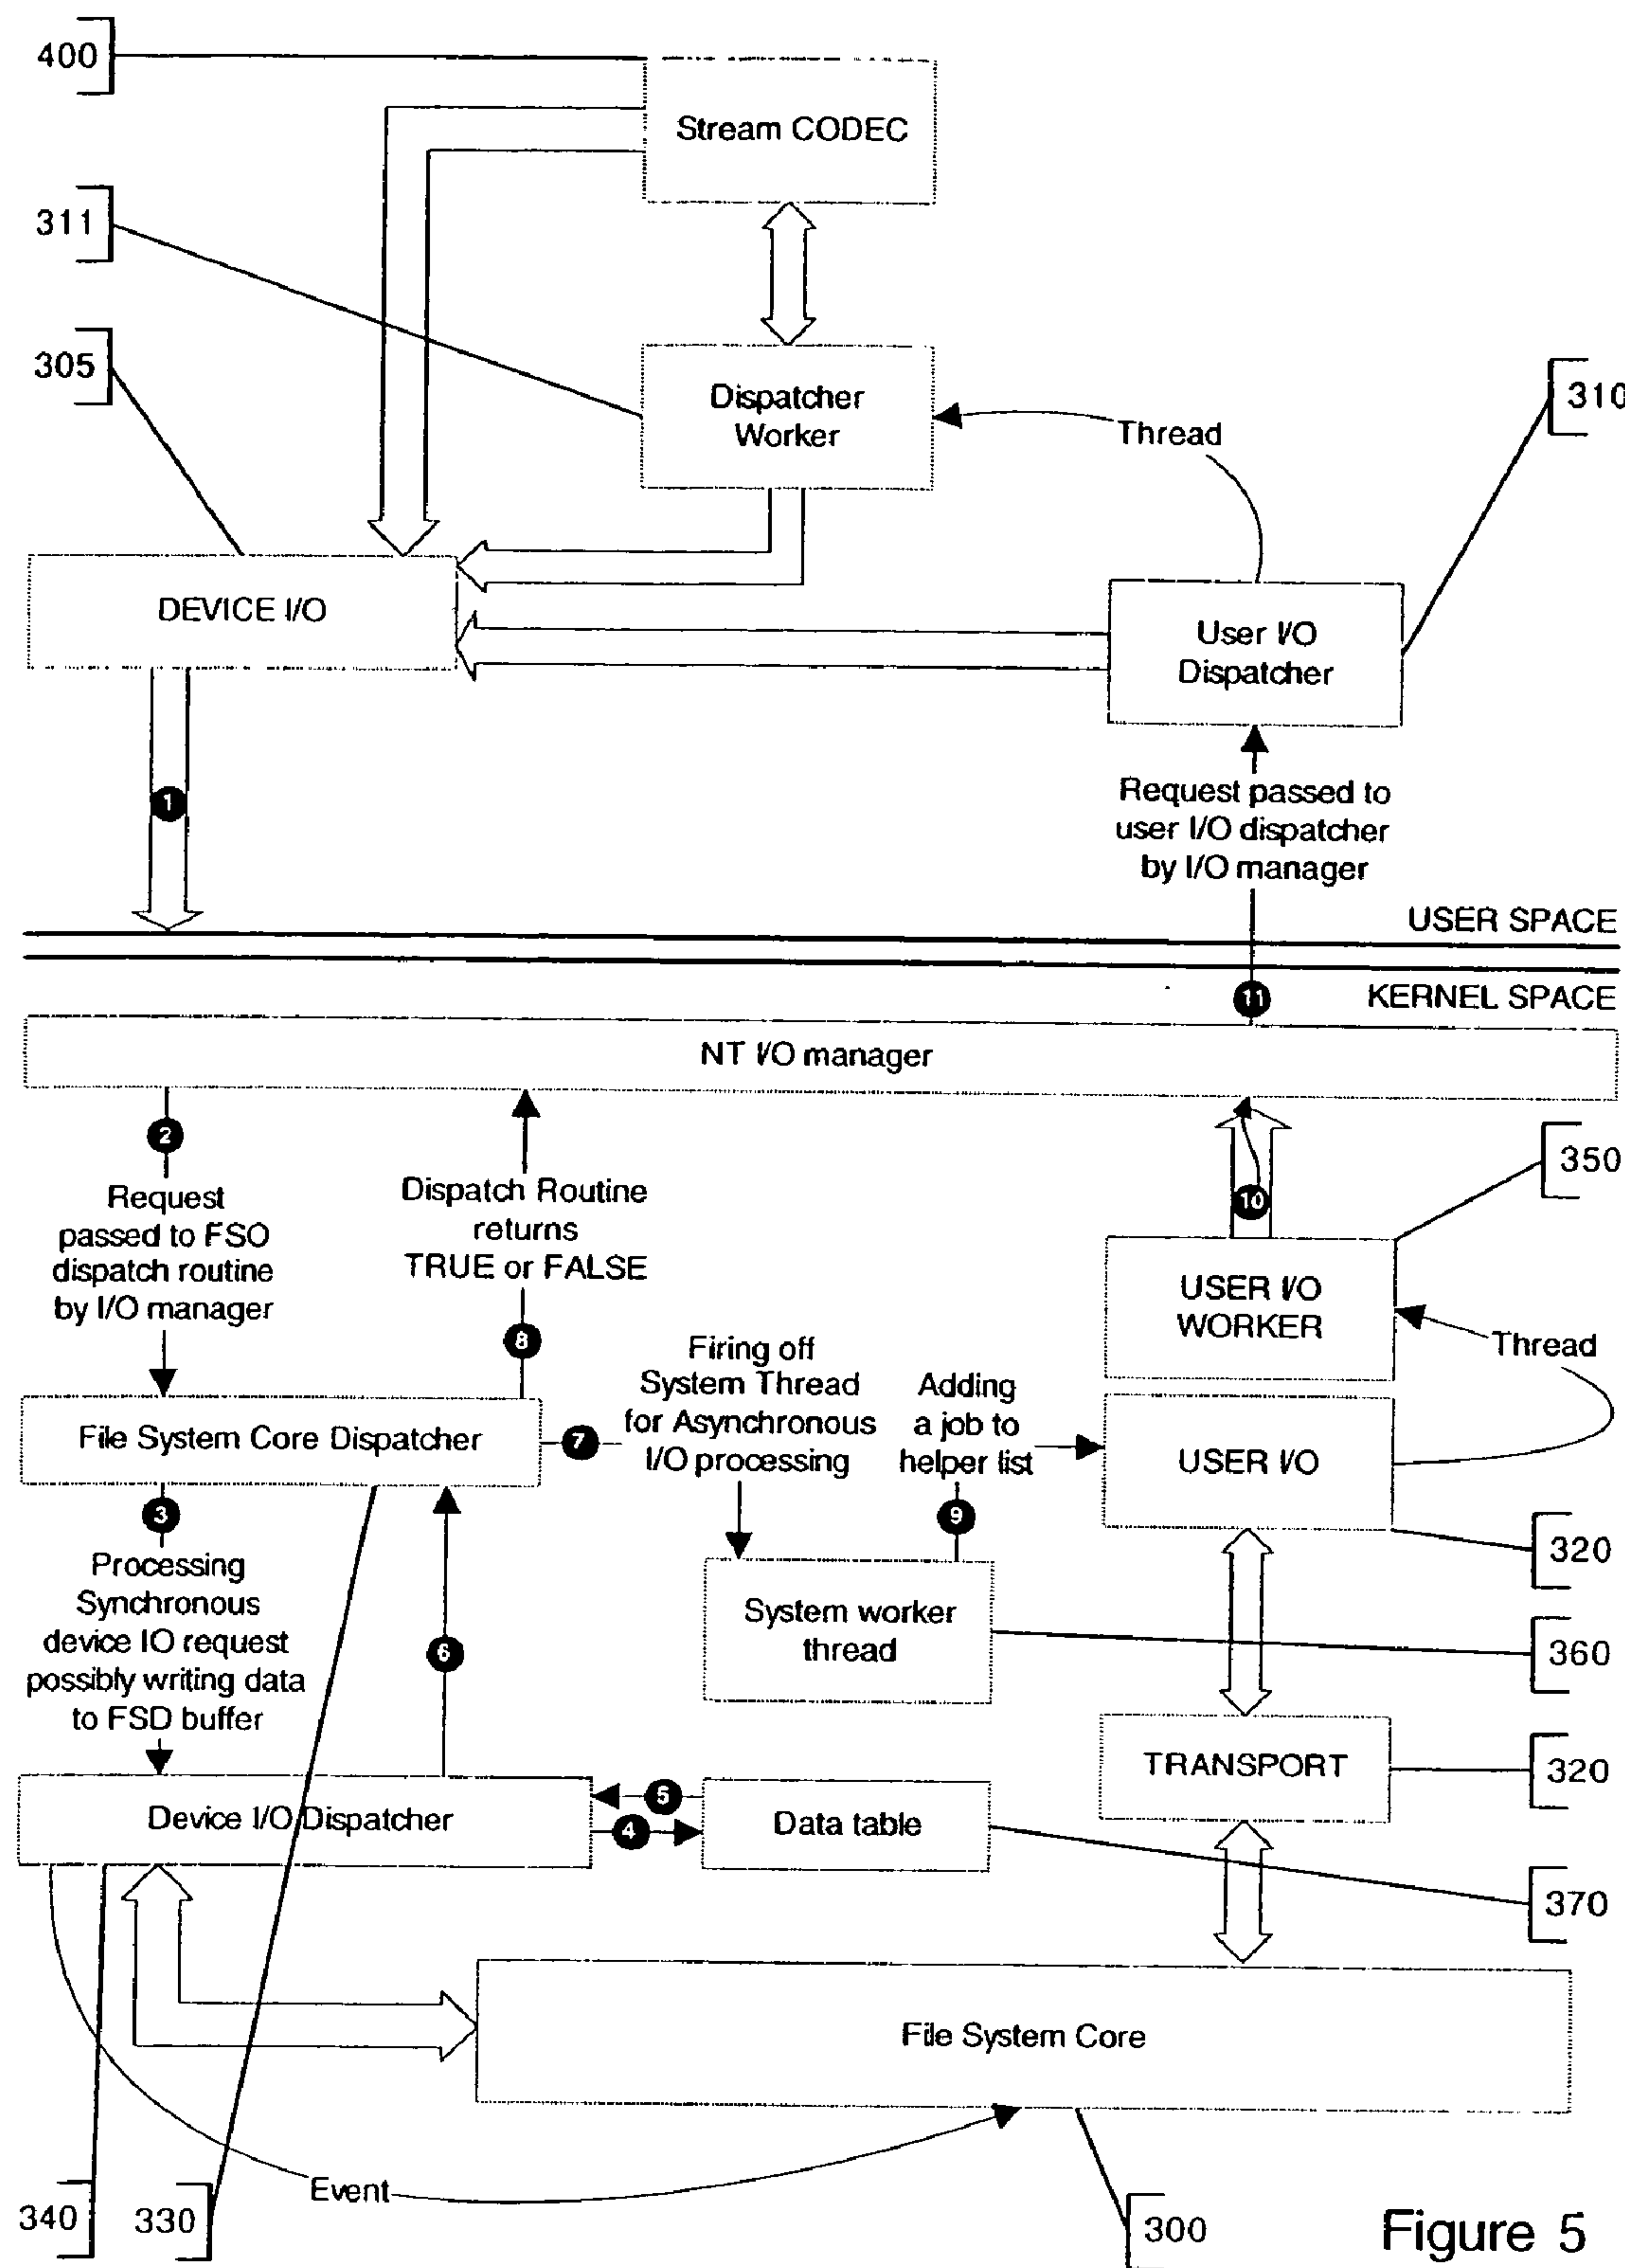 400
Stream CODEC
311
305
Dispatcher
Worker
Thread
310
DEVICE I/O
User I/O
Dispatcher
1
Request passed to
user I/O dispatcher
by I/O manager
USER SPACE
11
KERNEL SPACE
NT I/O manager
2
Request
passed to FSO
dispatch routine
by I/O manager
Dispatch Routine
returns
TRUE or FALSE
8
10
350
USER I/O
WORKER
Thread
File System Core Dispatcher
7
Firing off
System Thread
for Asynchronous
I/O processing
Adding
a job to
helper list
9
USER I/O
320
3
Processing
Synchronous
device IO request
possibly writing data
to FSD buffer
6
System worker
thread
360
TRANSPORT
320
Device I/O Dispatcher
5
4
Data table
370
File System Core
Event
340
330
300
Figure 5